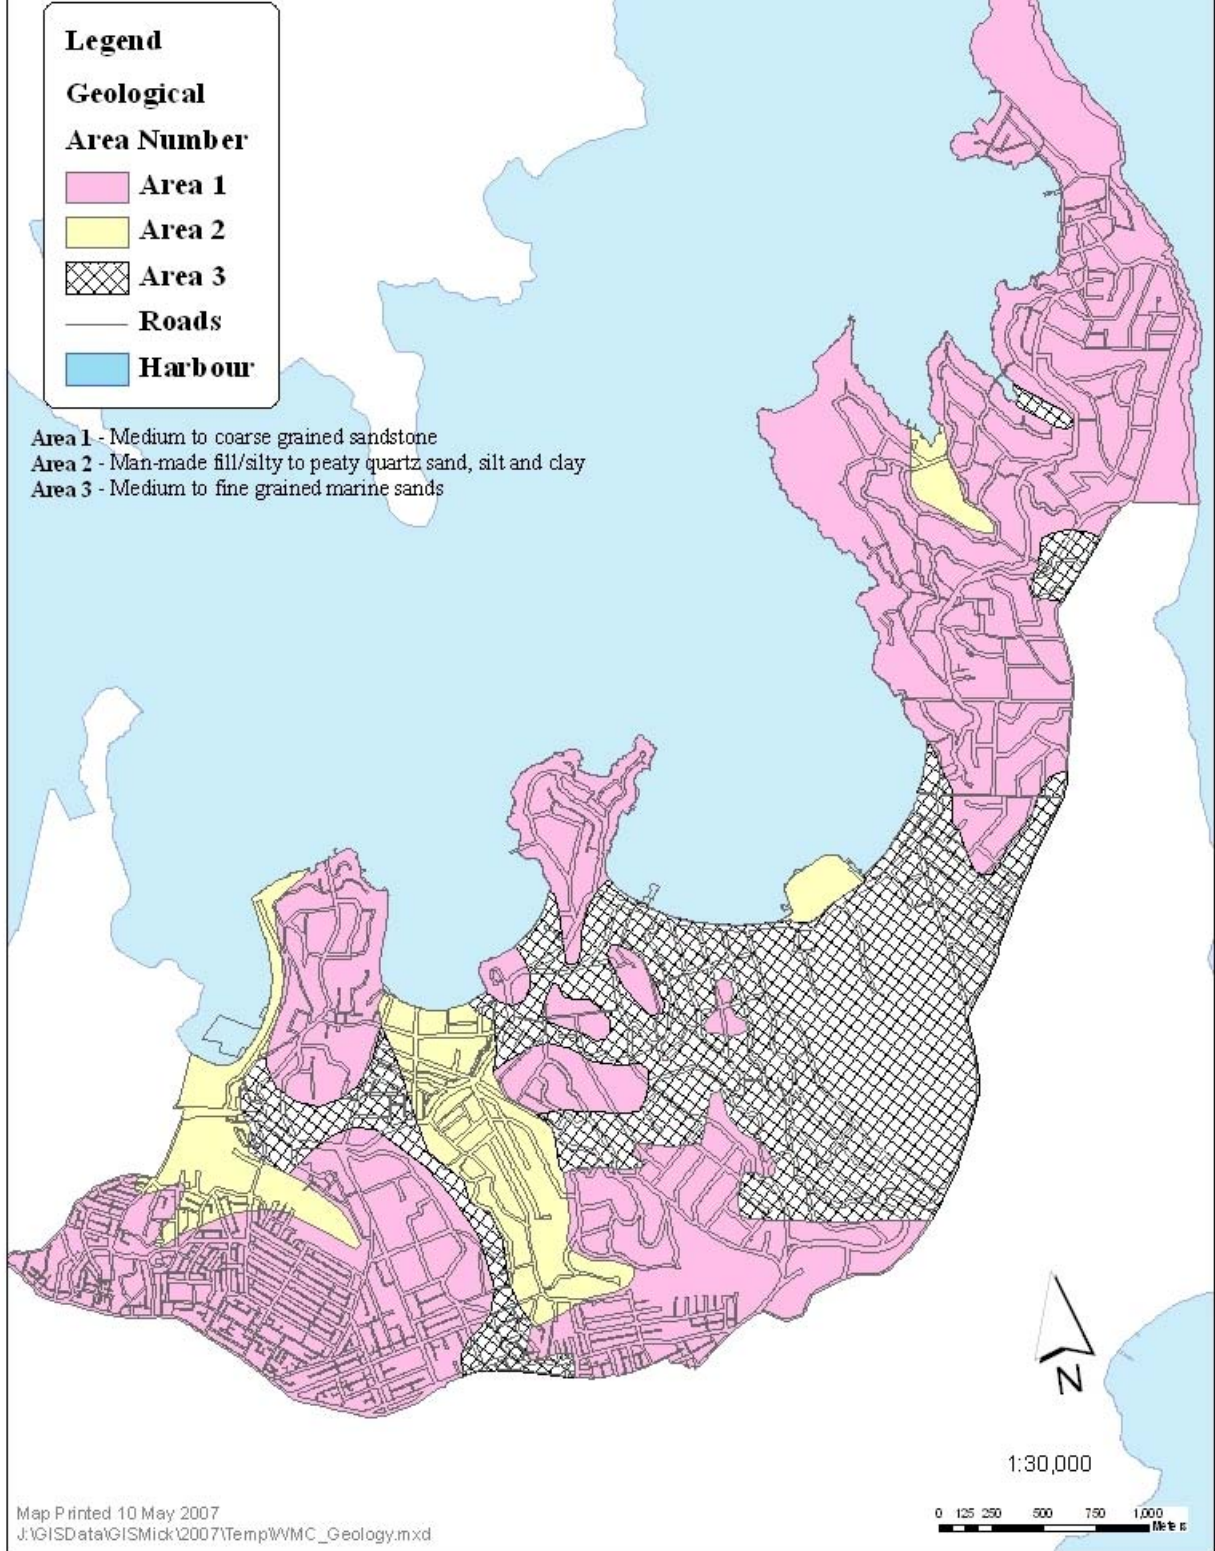 Legend
Geological
Area Number
Area 1
Area 2
Area 3
Roads
Harbour
Area 1 - Medium to coarse grained sandstone
Area 2 - Man-made fill/silty to peaty quartz sand, silt and clay
Area 3 - Medium to fine grained marine sands
N
1:30,000
0 125 250 500 750 1,000
Meters
Map Printed 10 May 2007
J:\GISData\GISMick\2007\Temp\WMC_Geology.mxd